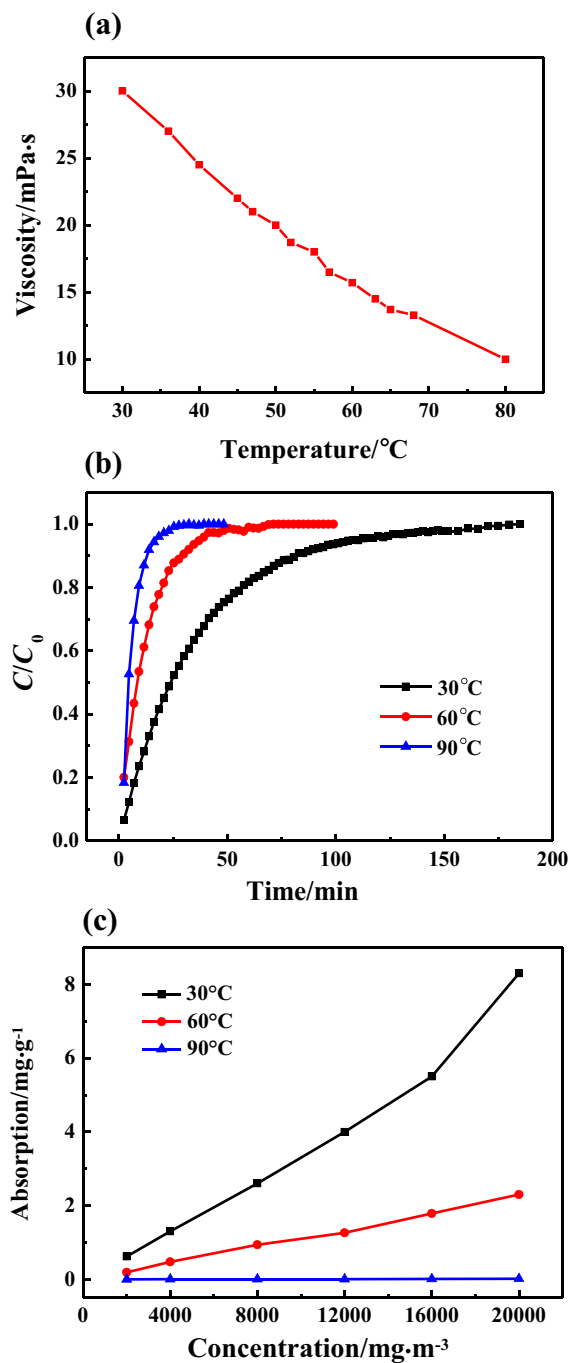 (a)
Viscosity/mPa·s
30
25
20
15
10
30 40 50 60 70 80
Temperature/°C
(b)
C/C₀
1.0
0.8
0.6
0.4
0.2
0.0
30°C
60°C
90°C
0 50 100 150 200
Time/min
(c)
Absorption/mg·g⁻¹
8
6
4
2
0
30°C
60°C
90°C
0 4000 8000 12000 16000 20000
Concentration/mg·m⁻³